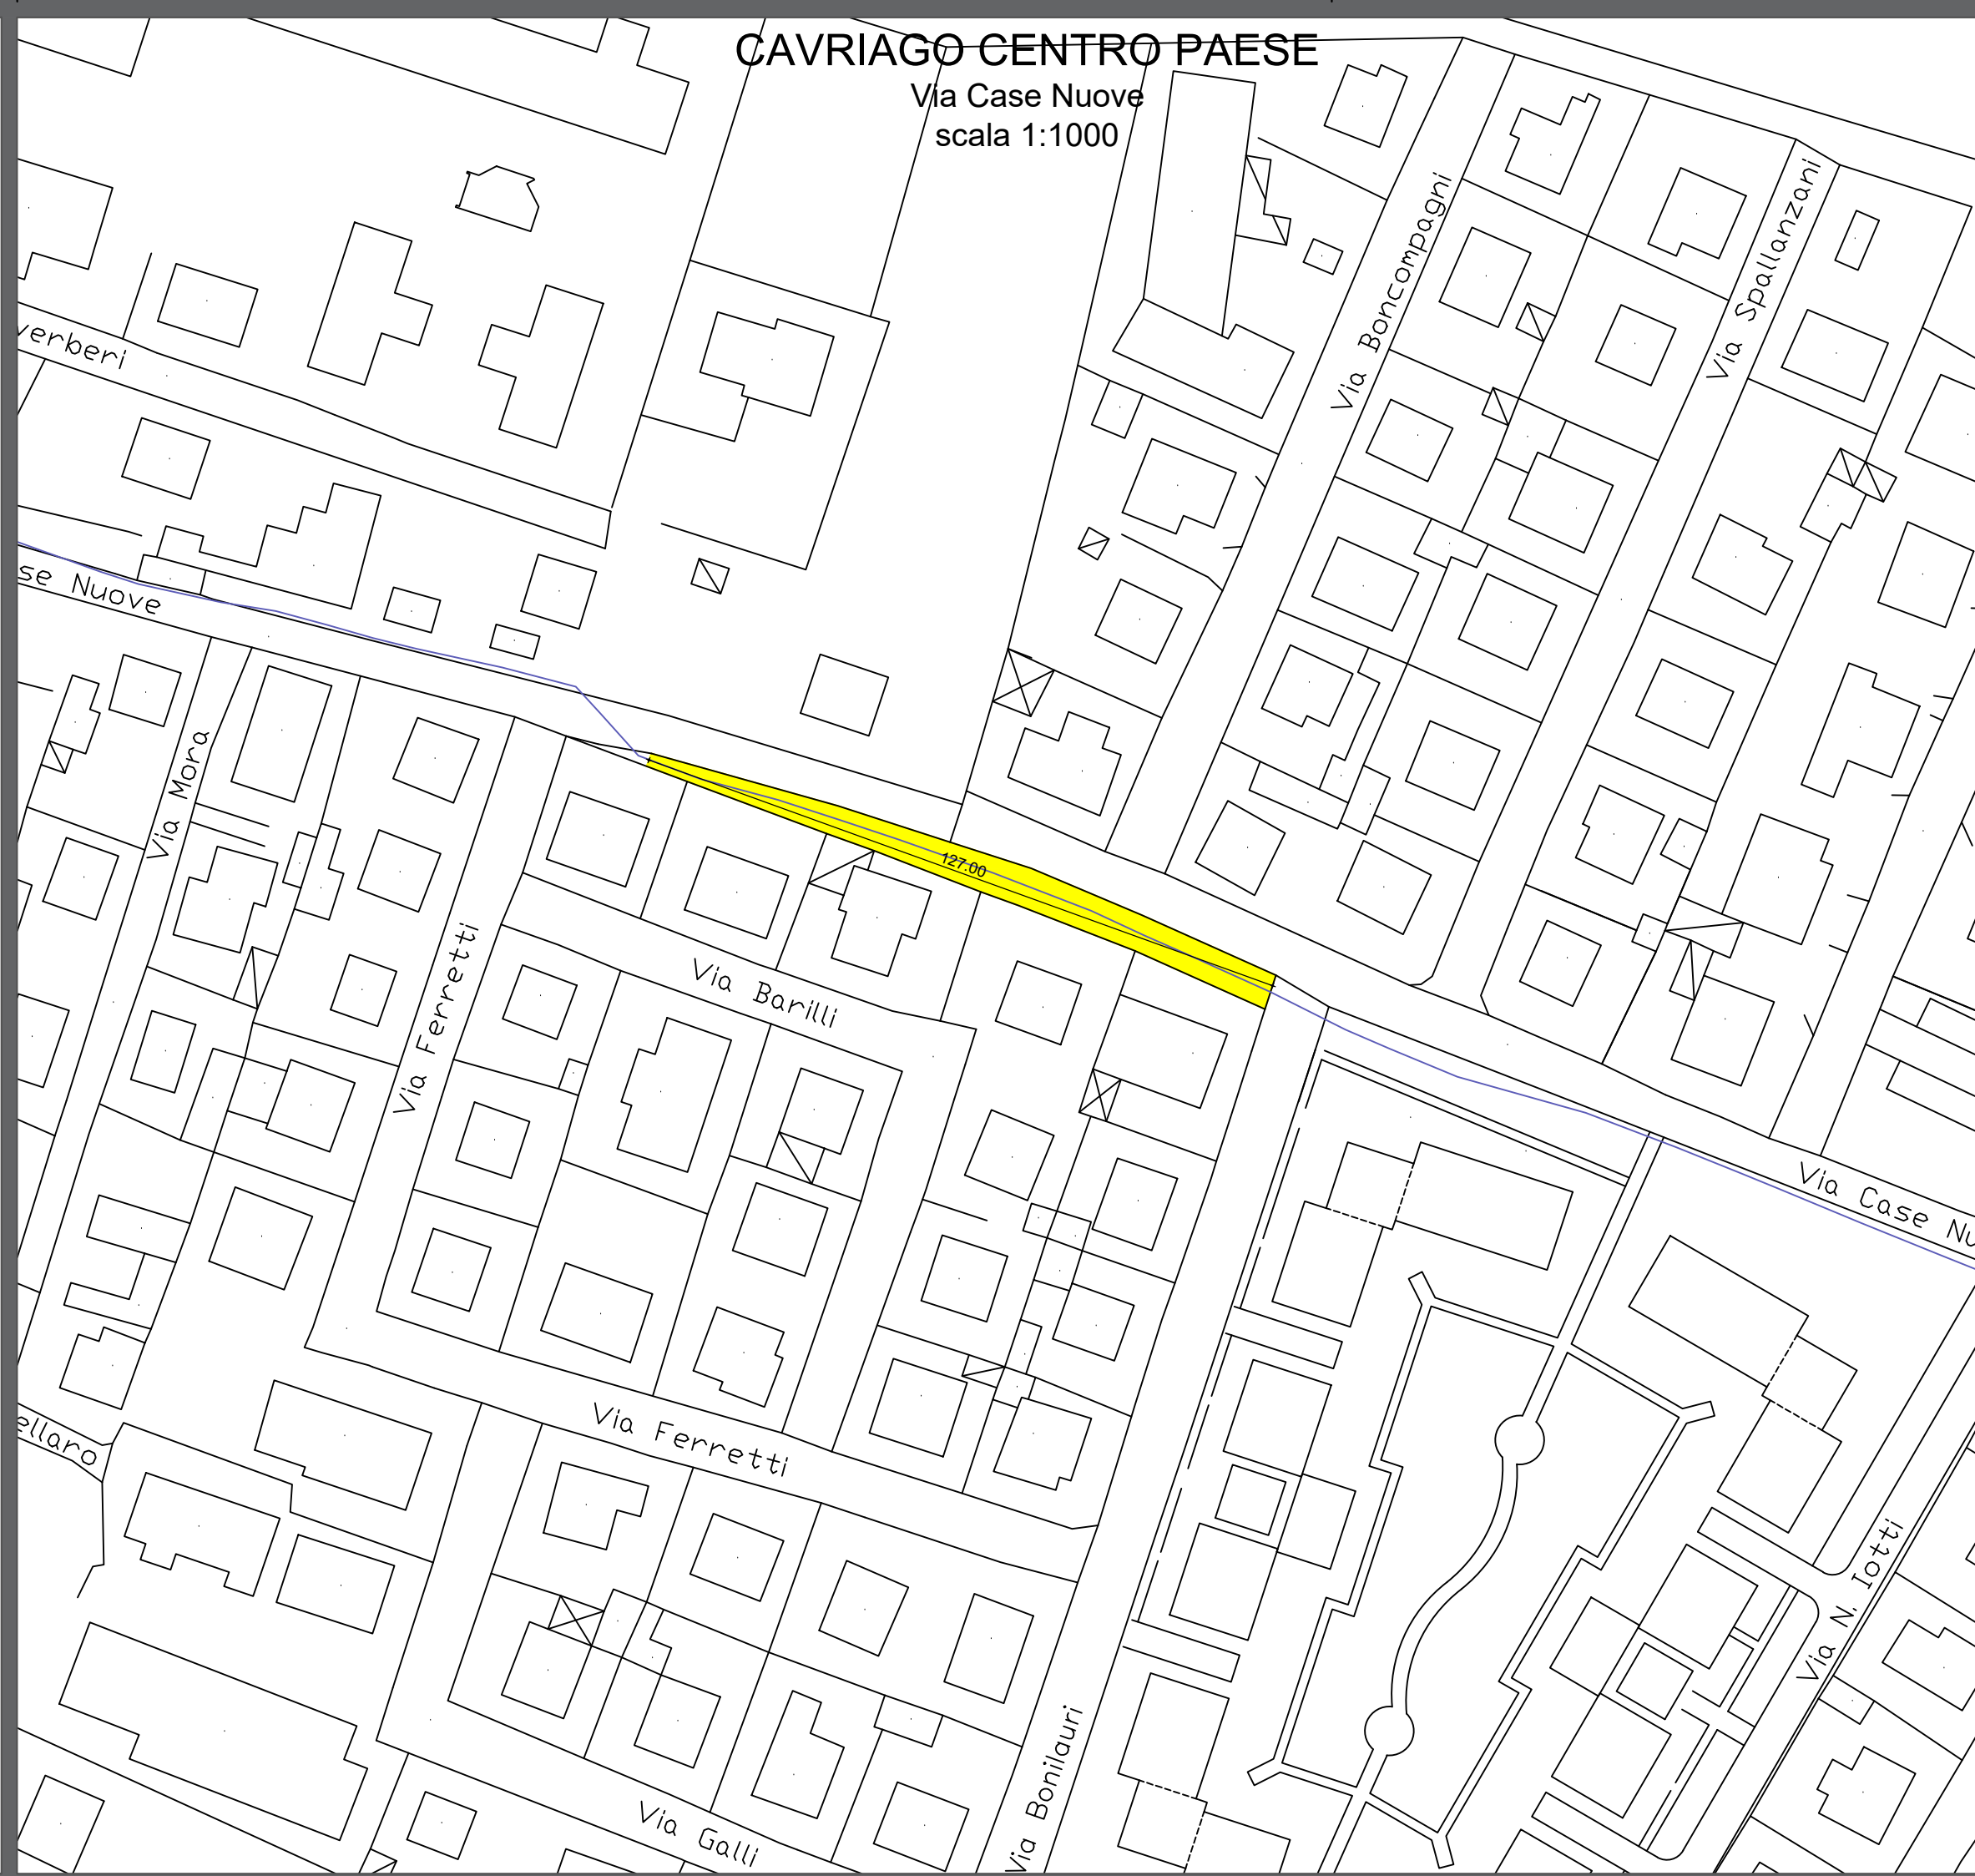 CAVRIAGO CENTRO PAESE
Via Case Nuove
scala 1:1000
Via Boncompagni
Via Spallanzani
verberi
se Nuove
Via Mora
127.00
Via Ferretti
Via Barilli
Via Case Nu
Via Ferretti
ellaro
Via N. Iotti
Via Bonilauri
Via Galli